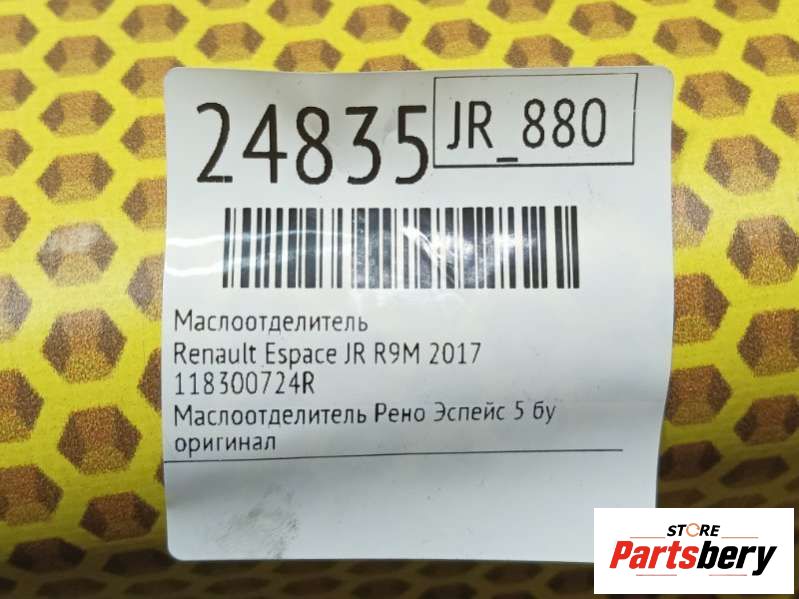 24835
JR_880
Маслоотделитель
Renault Espace JR R9M 2017
118300724R
Маслоотделитель Рено Эспейс 5 бу
оригинал
STORE
Partsbery